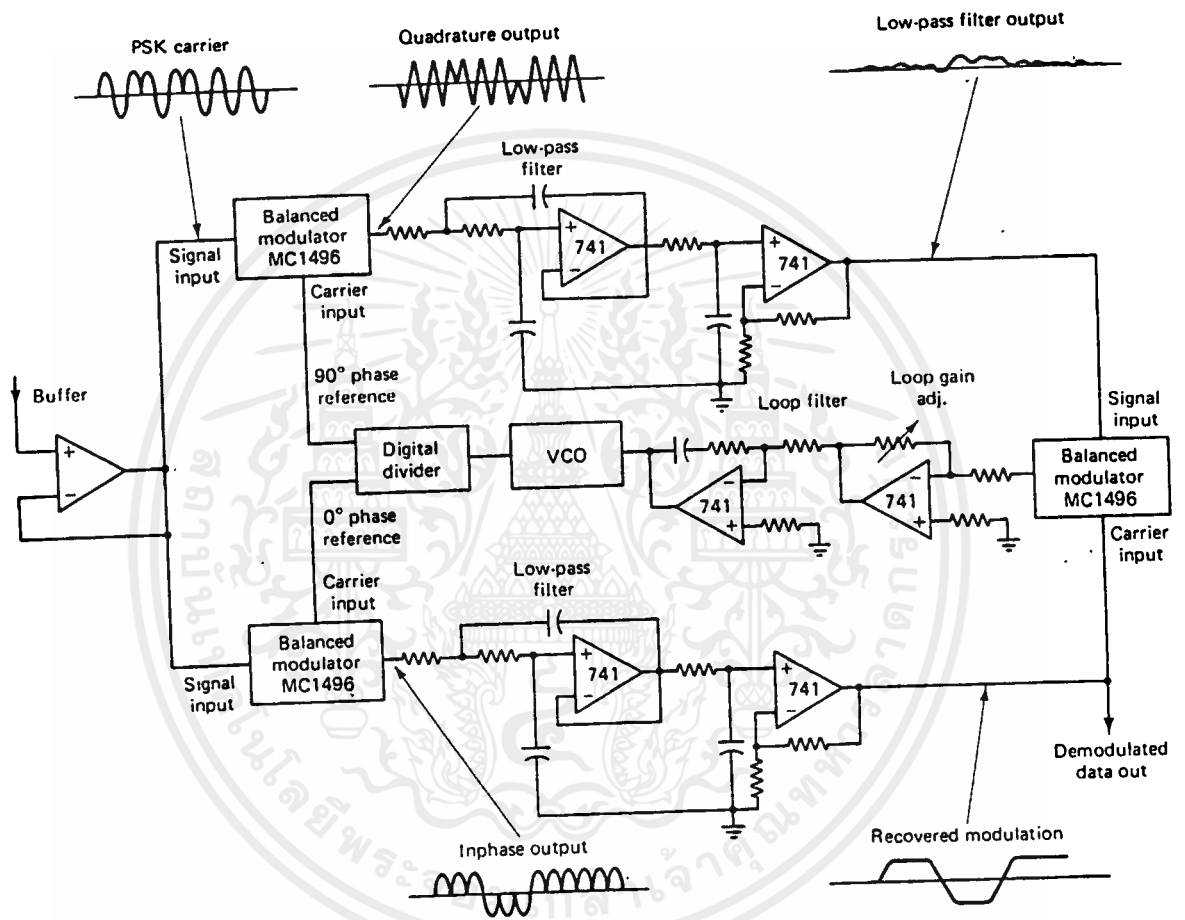 PSK carrier
Quadrature output
Low-pass filter output
Low-pass
filter
Balanced
modulator
MC1496
Signal
input
Carrier
input
+
741
−
+
741
−
90° phase
reference
Buffer
+
−
Digital
divider
VCO
Loop filter
Loop gain
adj.
−
741
+
−
741
+
Signal
input
Balanced
modulator
MC1496
Carrier
input
0° phase
reference
Carrier
input
Low-pass
filter
Balanced
modulator
MC1496
Signal
input
+
741
−
+
741
−
Demodulated
data out
Inphase output
Recovered modulation